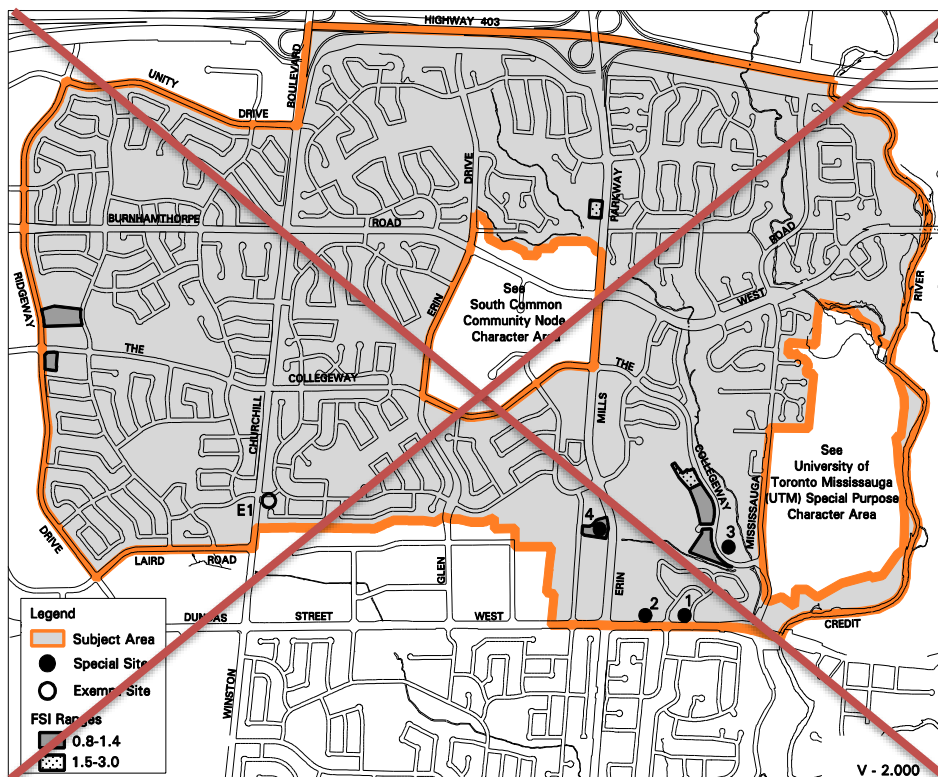 HIGHWAY 403
UNITY
DRIVE
BOULEVARD
DRIVE
PARKWAY
BURNHAMTHORPE
ROAD
ROAD
RIDGEWAY
ERIN
See
South Common
Community Node
Character Area
WEST
RIVER
THE
COLLEGEWAY
THE
CHURCHILL
MILLS
COLLEGEWAY
MISSISSAUGA
See
University of
Toronto Mississauga
(UTM) Special Purpose
Character Area
E1
4
3
DRIVE
LAIRD
ROAD
GLEN
ERIN
2
1
DUNDAS
STREET
WEST
CREDIT
WINSTON
Legend
Subject Area
Special Site
Exempt Site
FSI Ranges
0.8-1.4
1.5-3.0
V - 2.000